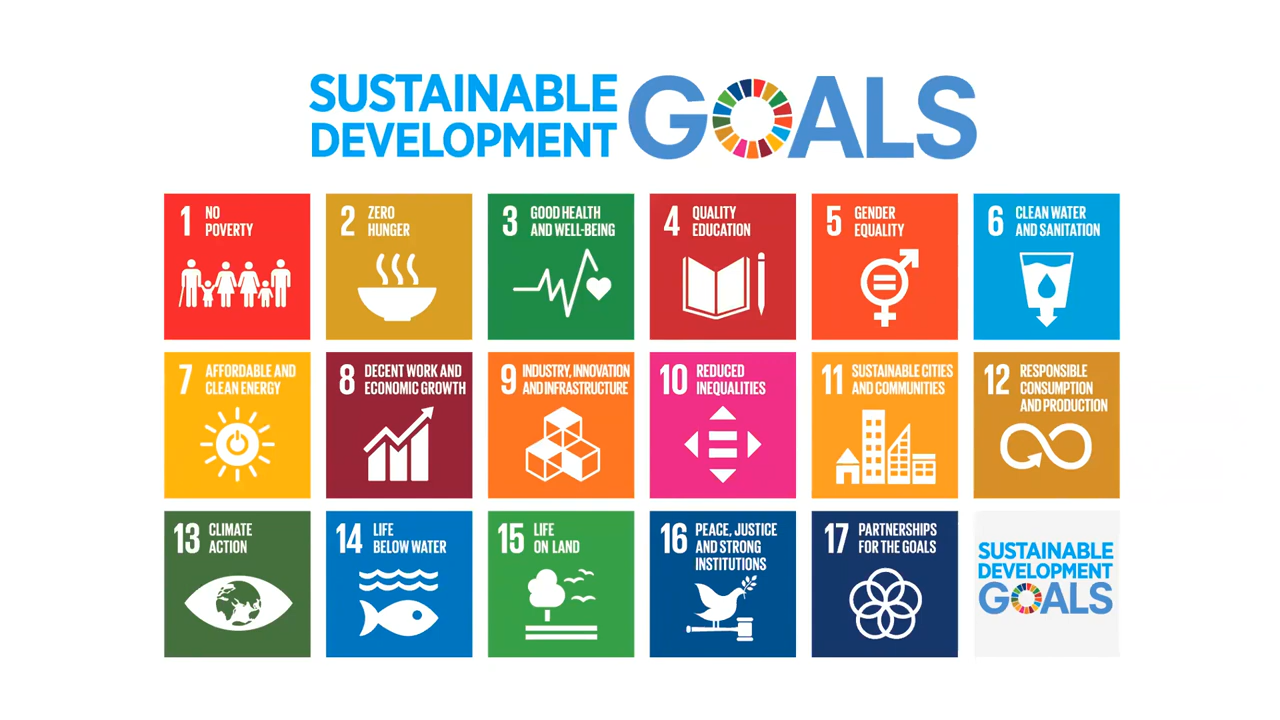 SUSTAINABLE
DEVELOPMENT
GOALS
1 NO
POVERTY
2 ZERO
HUNGER
3 GOOD HEALTH
AND WELL-BEING
4 QUALITY
EDUCATION
5 GENDER
EQUALITY
6 CLEAN WATER
AND SANITATION
7 AFFORDABLE AND
CLEAN ENERGY
8 DECENT WORK AND
ECONOMIC GROWTH
9 INDUSTRY, INNOVATION
AND INFRASTRUCTURE
10 REDUCED
INEQUALITIES
11 SUSTAINABLE CITIES
AND COMMUNITIES
12 RESPONSIBLE
CONSUMPTION
AND PRODUCTION
13 CLIMATE
ACTION
14 LIFE
BELOW WATER
15 LIFE
ON LAND
16 PEACE, JUSTICE
AND STRONG
INSTITUTIONS
17 PARTNERSHIPS
FOR THE GOALS
SUSTAINABLE
DEVELOPMENT
GOALS